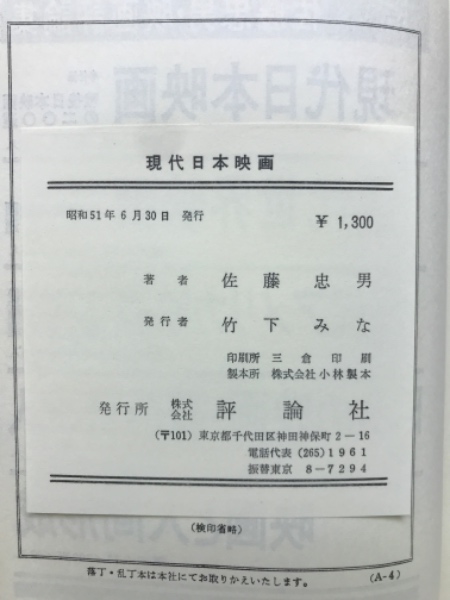 現代日本映画
昭和51年6月30日 発行
¥ 1,300
著者 佐藤忠男
発行者 竹下みな
印刷所 三倉印刷
製本所 株式会社小林製本
発行所 株式会社 評論社
(〒101) 東京都千代田区神田神保町2-16
電話代表 (265) 1961
振替東京 8-7294
(検印省略)
落丁・乱丁本は本社にてお取りかえいたします。
(A-4)